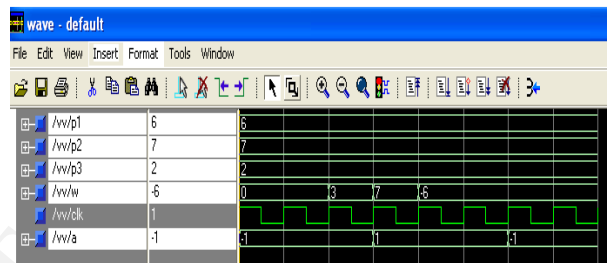 wave - default
File Edit View Insert Format Tools Window
/vv/p1 6 6
/vv/p2 7 7
/vv/p3 2 2
/vv/w -6 0 3 7 -6
/vv/clk 1
/vv/a -1 -1 1 -1